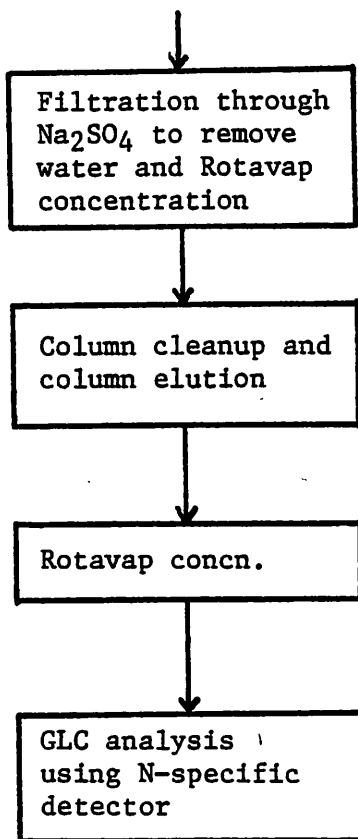 Filtration through
Na2SO4 to remove
water and Rotavap
concentration
Column cleanup and
column elution
Rotavap concn.
GLC analysis
using N-specific
detector